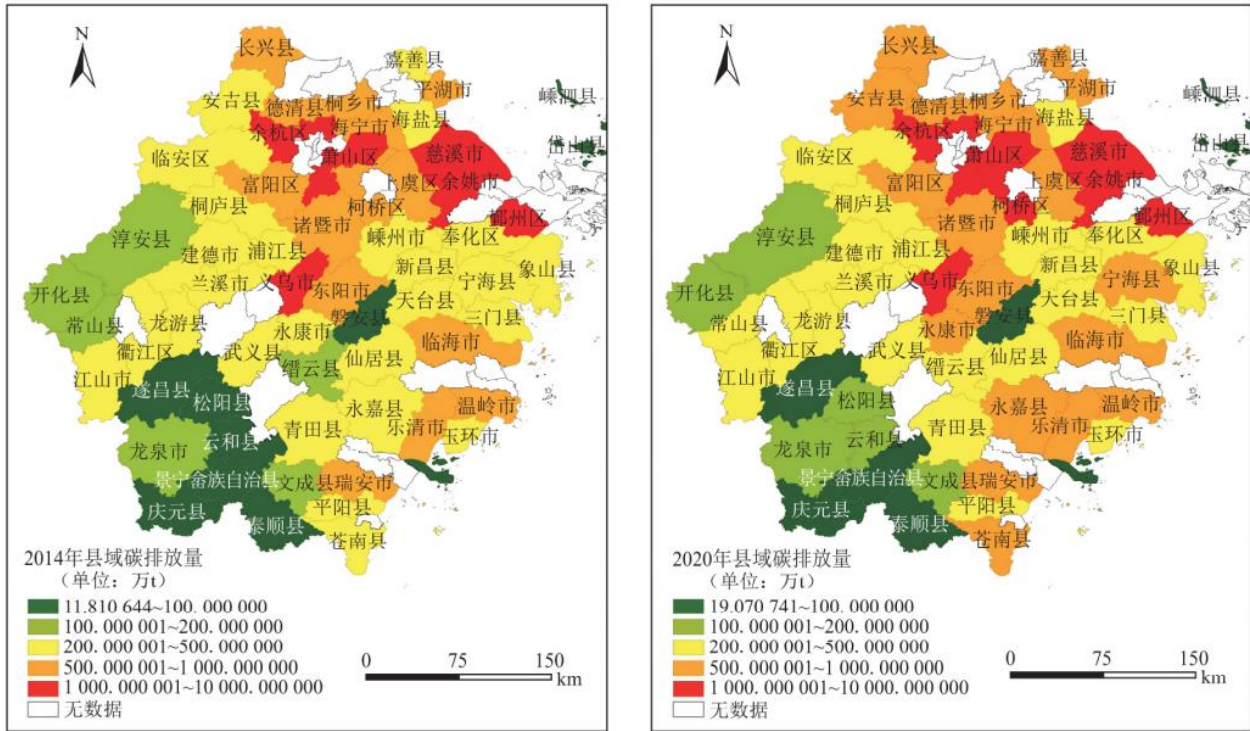 N
长兴县
嘉善县
平湖市
嵊泗县
安吉县
德清县
桐乡市
海宁市
海盐县
余杭区
岱山县
临安区
萧山区
慈溪市
富阳区
上虞区
余姚市
桐庐县
柯桥区
鄞州区
淳安县
诸暨市
嵊州市
奉化区
建德市
浦江县
新昌县
象山县
开化县
兰溪市
义乌市
东阳市
宁海县
常山县
龙游县
磐安县
天台县
三门县
衢江区
武义县
永康市
仙居县
临海市
江山市
缙云县
遂昌县
松阳县
永嘉县
温岭市
青田县
乐清市
玉环市
龙泉市
云和县
景宁畲族自治县
文成县
瑞安市
庆元县
泰顺县
平阳县
苍南县
2014年县域碳排放量
（单位：万t）
11.810 644~100. 000 000
100. 000 001~200. 000 000
200. 000 001~500. 000 000
500. 000 001~1 000. 000 000
1 000. 000 001~10 000. 000 000
无数据
0 75 150
km
N
长兴县
嘉善县
平湖市
嵊泗县
安吉县
德清县
桐乡市
海宁市
海盐县
余杭区
岱山县
临安区
萧山区
慈溪市
富阳区
上虞区
余姚市
桐庐县
柯桥区
鄞州区
淳安县
诸暨市
嵊州市
奉化区
建德市
浦江县
新昌县
象山县
开化县
兰溪市
义乌市
东阳市
宁海县
常山县
龙游县
磐安县
天台县
三门县
衢江区
武义县
永康市
仙居县
临海市
江山市
缙云县
遂昌县
松阳县
永嘉县
温岭市
青田县
乐清市
玉环市
龙泉市
云和县
景宁畲族自治县
文成县
瑞安市
庆元县
泰顺县
平阳县
苍南县
2020年县域碳排放量
（单位：万t）
19.070 741~100. 000 000
100. 000 001~200. 000 000
200. 000 001~500. 000 000
500. 000 001~1 000. 000 000
1 000. 000 001~10 000. 000 000
无数据
0 75 150
km